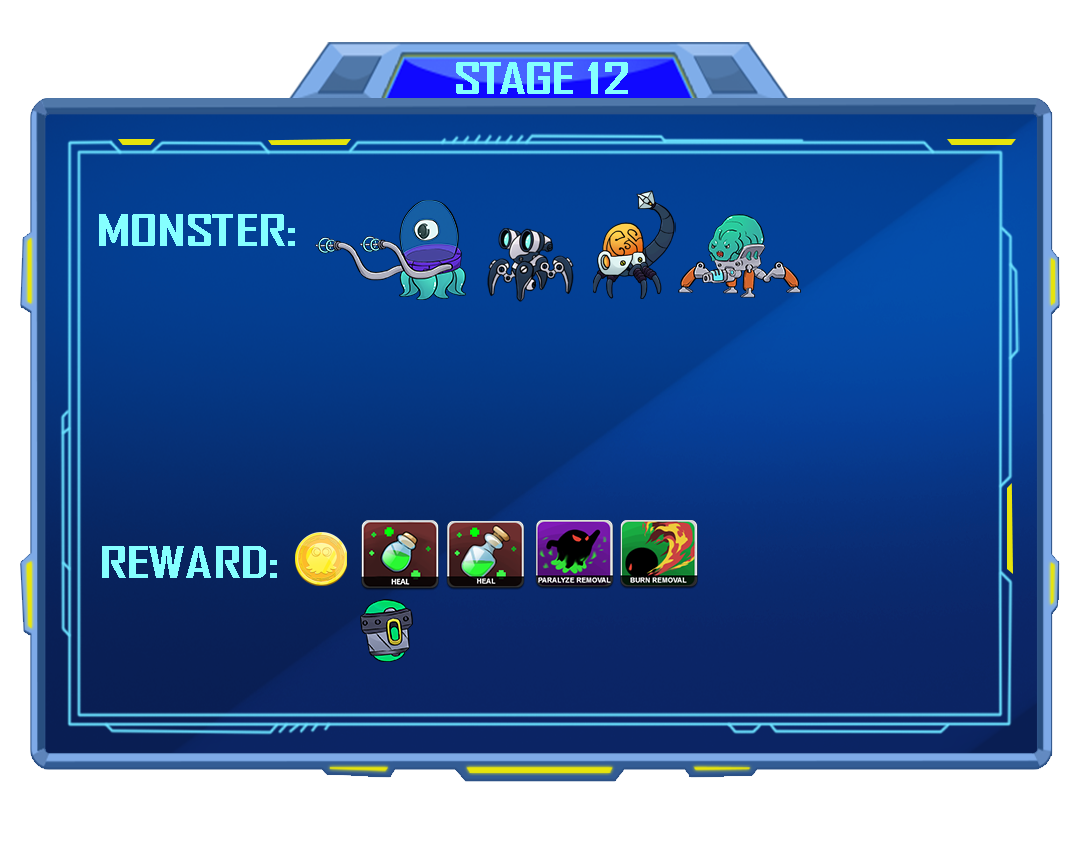 STAGE 12
MONSTER:
REWARD:
HEAL
HEAL
PARALYZE REMOVAL
BURN REMOVAL